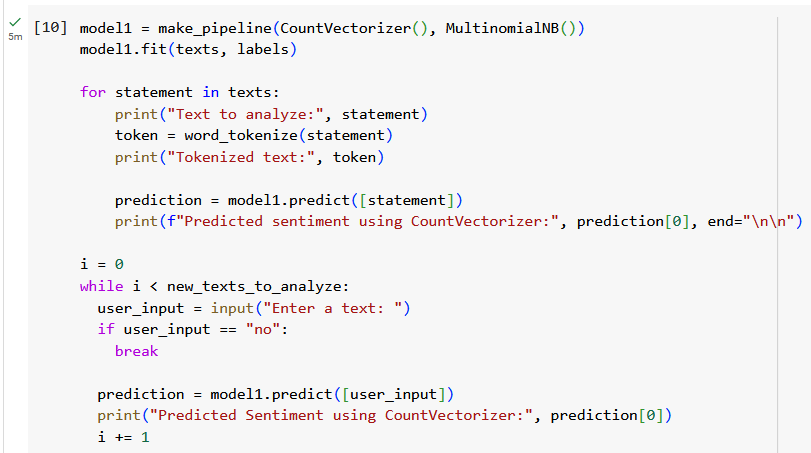 [10] model1 = make_pipeline(CountVectorizer(), MultinomialNB())
5m
model1.fit(texts, labels)

for statement in texts:
    print("Text to analyze:", statement)
    token = word_tokenize(statement)
    print("Tokenized text:", token)

    prediction = model1.predict([statement])
    print(f"Predicted sentiment using CountVectorizer:", prediction[0], end="\n\n")

i = 0
while i < new_texts_to_analyze:
  user_input = input("Enter a text: ")
  if user_input == "no":
    break

  prediction = model1.predict([user_input])
  print("Predicted Sentiment using CountVectorizer:", prediction[0])
  i += 1